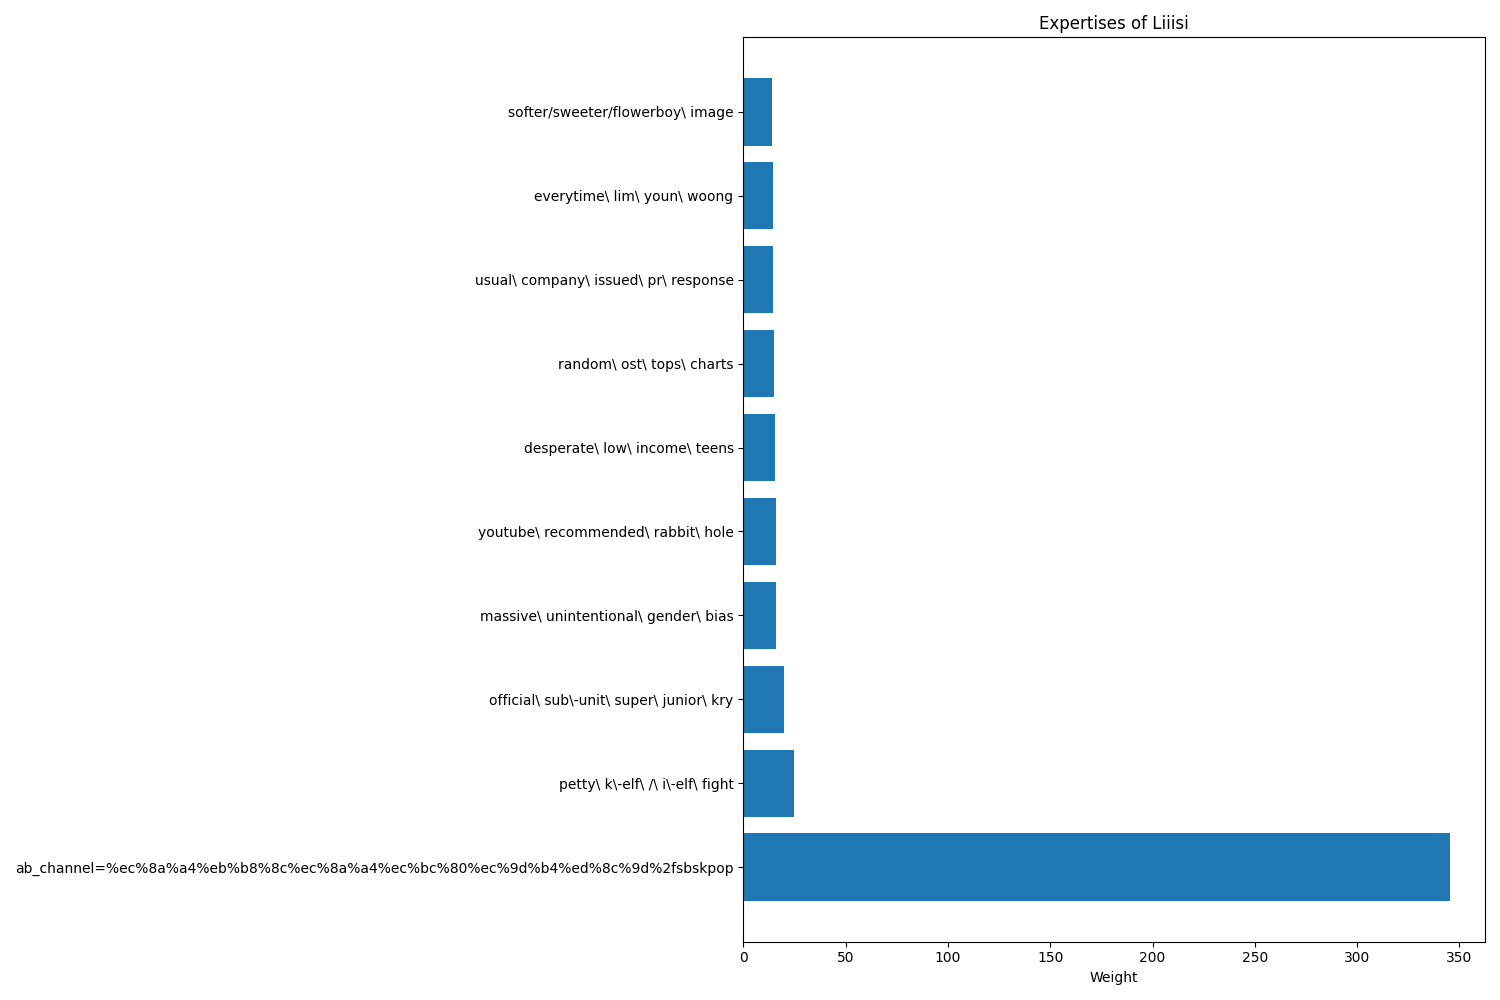 Expertises of Liiisi
softer/sweeter/flowerboy\ image
everytime\ lim\ youn\ woong
usual\ company\ issued\ pr\ response
random\ ost\ tops\ charts
desperate\ low\ income\ teens
youtube\ recommended\ rabbit\ hole
massive\ unintentional\ gender\ bias
official\ sub\-unit\ super\ junior\ kry
petty\ k\-elf\ /\ i\-elf\ fight
ab_channel=%ec%8a%a4%eb%b8%8c%ec%8a%a4%ec%bc%80%ec%9d%b4%ed%8c%9d%2fsbskpop
0 50 100 150 200 250 300 350
Weight